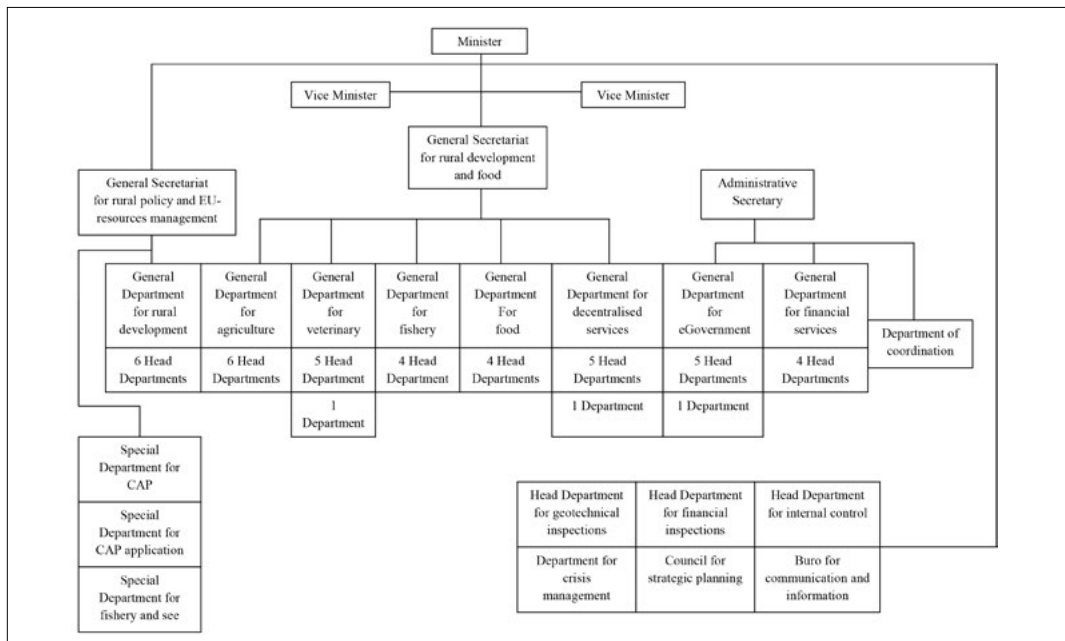 Minister
Vice Minister
Vice Minister
General Secretariat
for rural development
and food
General Secretariat
for rural policy and EU-
resources management
Administrative
Secretary
General
Department
for rural
development
General
Department
for
agriculture
General
Department
for
veterinary
General
Department
for
fishery
General
Department
For
food
General
Department for
decentralised
services
General
Department
for
eGovernment
General
Department
for financial
services
Department of
coordination
6 Head
Departments
6 Head
Departments
5 Head
Department
4 Head
Department
4 Head
Departments
5 Head
Departments
5 Head
Departments
4 Head
Departments
1
Department
1 Department
1 Department
Special
Department for
CAP
Special
Department for
CAP application
Special
Department for
fishery and see
Head Department
for geotechnical
inspections
Head Department
for financial
inspections
Head Department
for internal control
Department for
crisis
management
Council for
strategic planning
Buro for
communication and
information